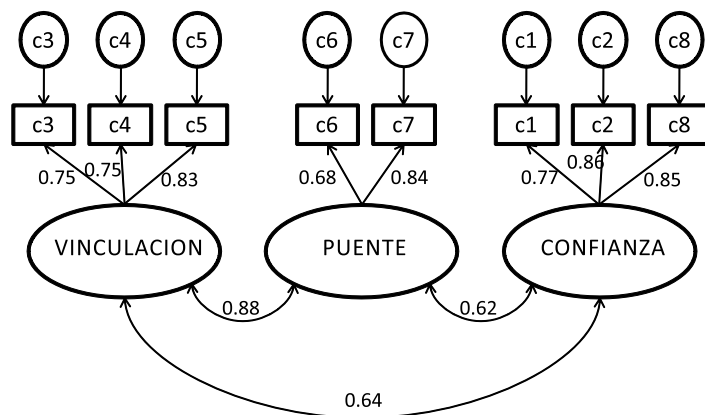 c3 c4 c5 c6 c7 c1 c2 c8
c3 c4 c5 c6 c7 c1 c2 c8
0.75 0.75 0.83 0.68 0.84 0.77 0.86 0.85
VINCULACION PUENTE CONFIANZA
0.88 0.62
0.64